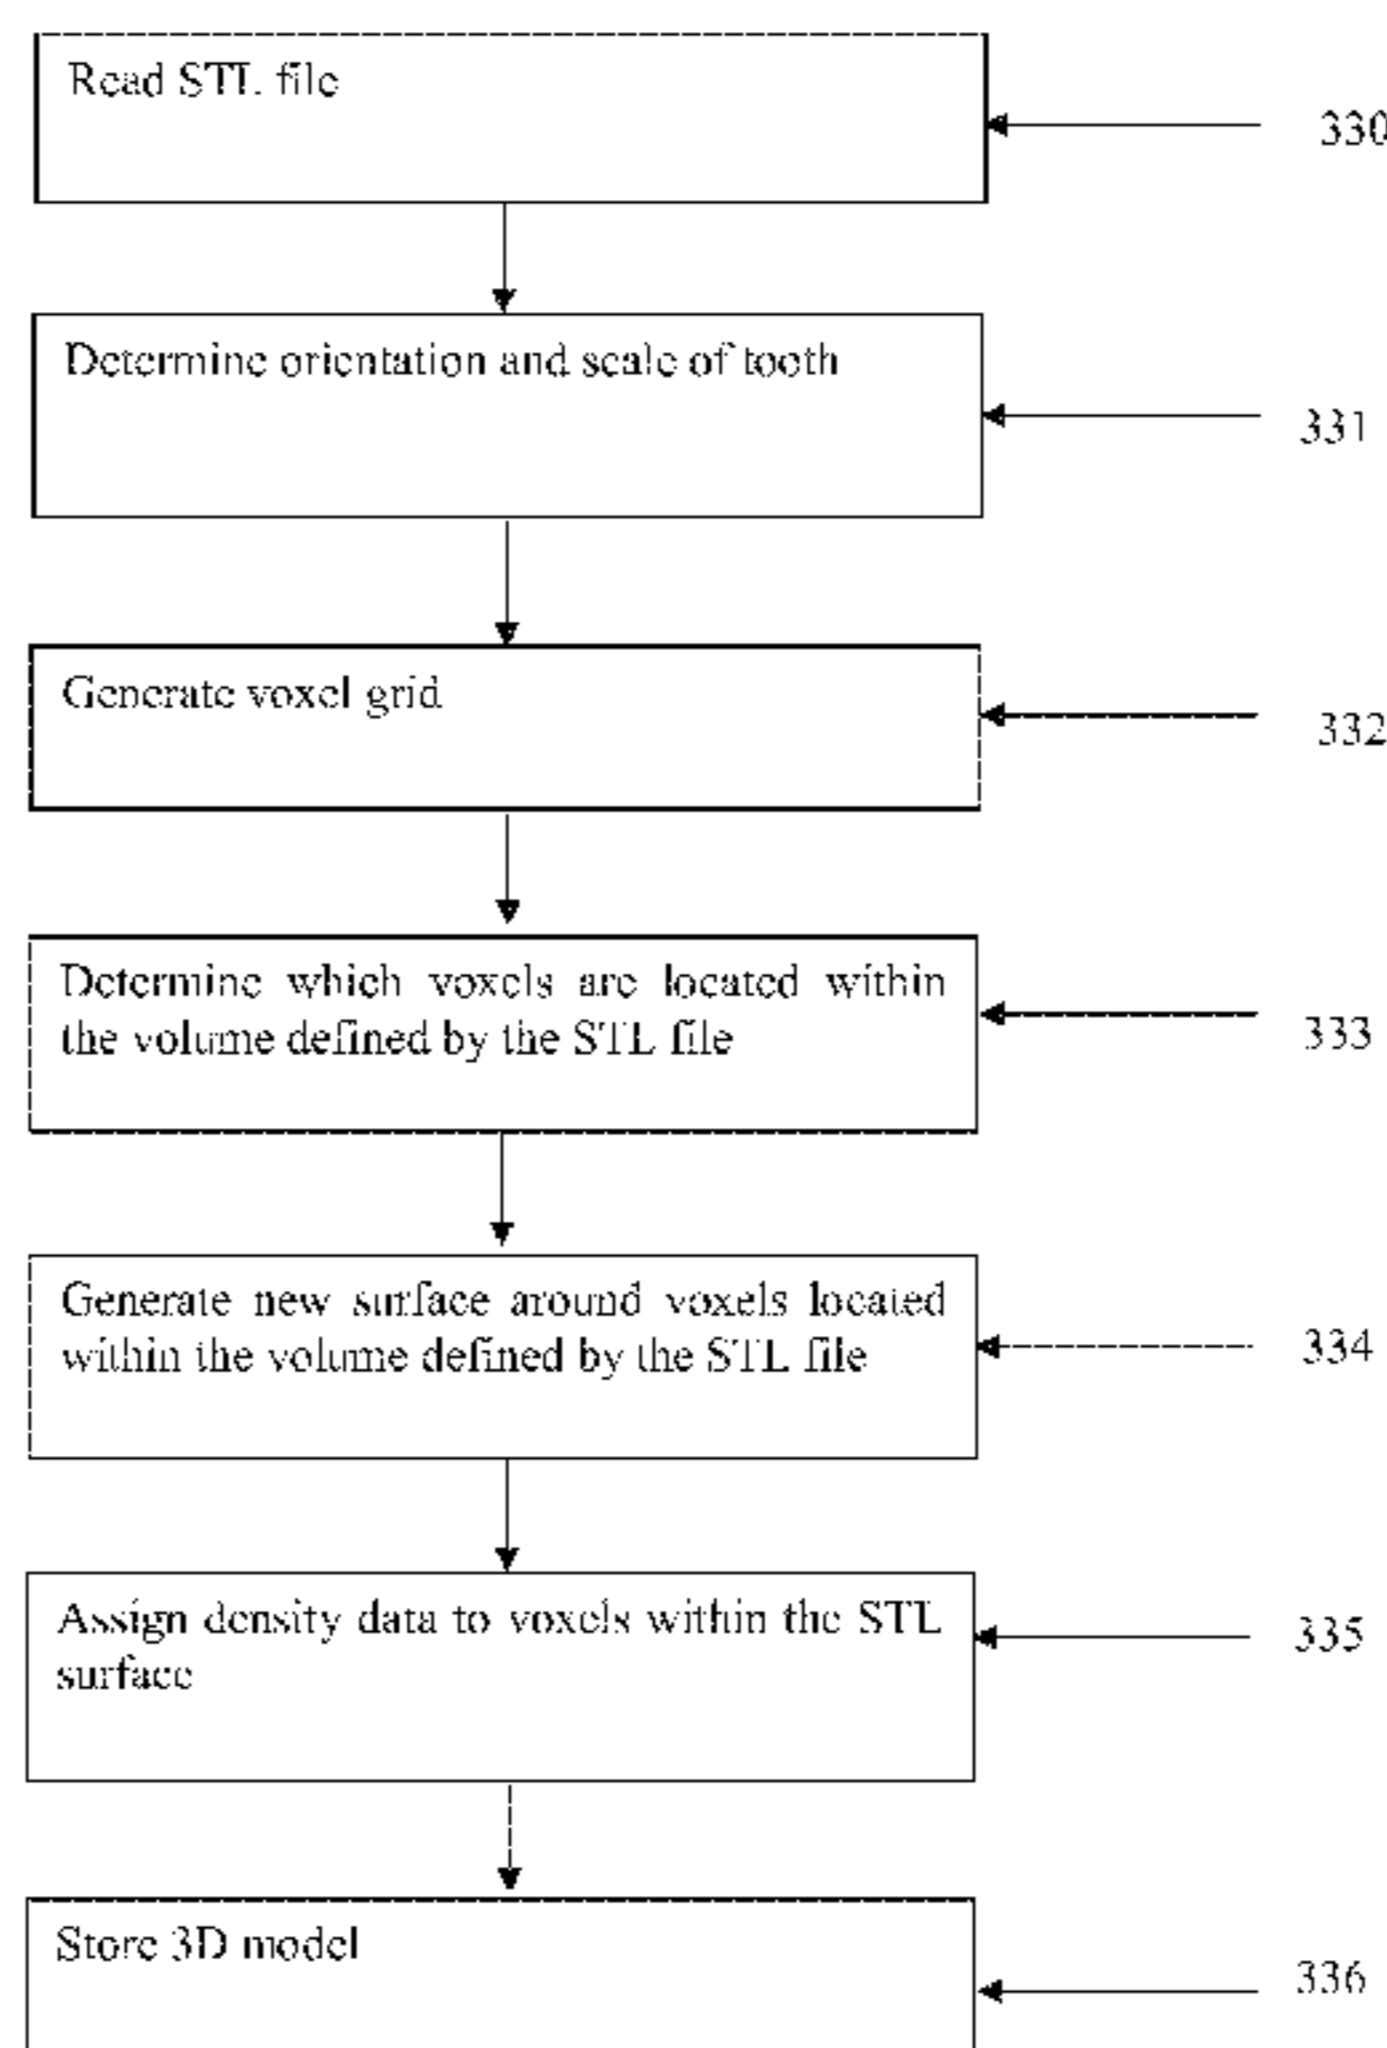 Read STL file
330
Determine orientation and scale of tooth
331
Generate voxel grid
332
Determine which voxels are located within
the volume defined by the STL file
333
Generate new surface around voxels located
within the volume defined by the STL file
334
Assign density data to voxels within the STL
surface
335
Store 3D model
336